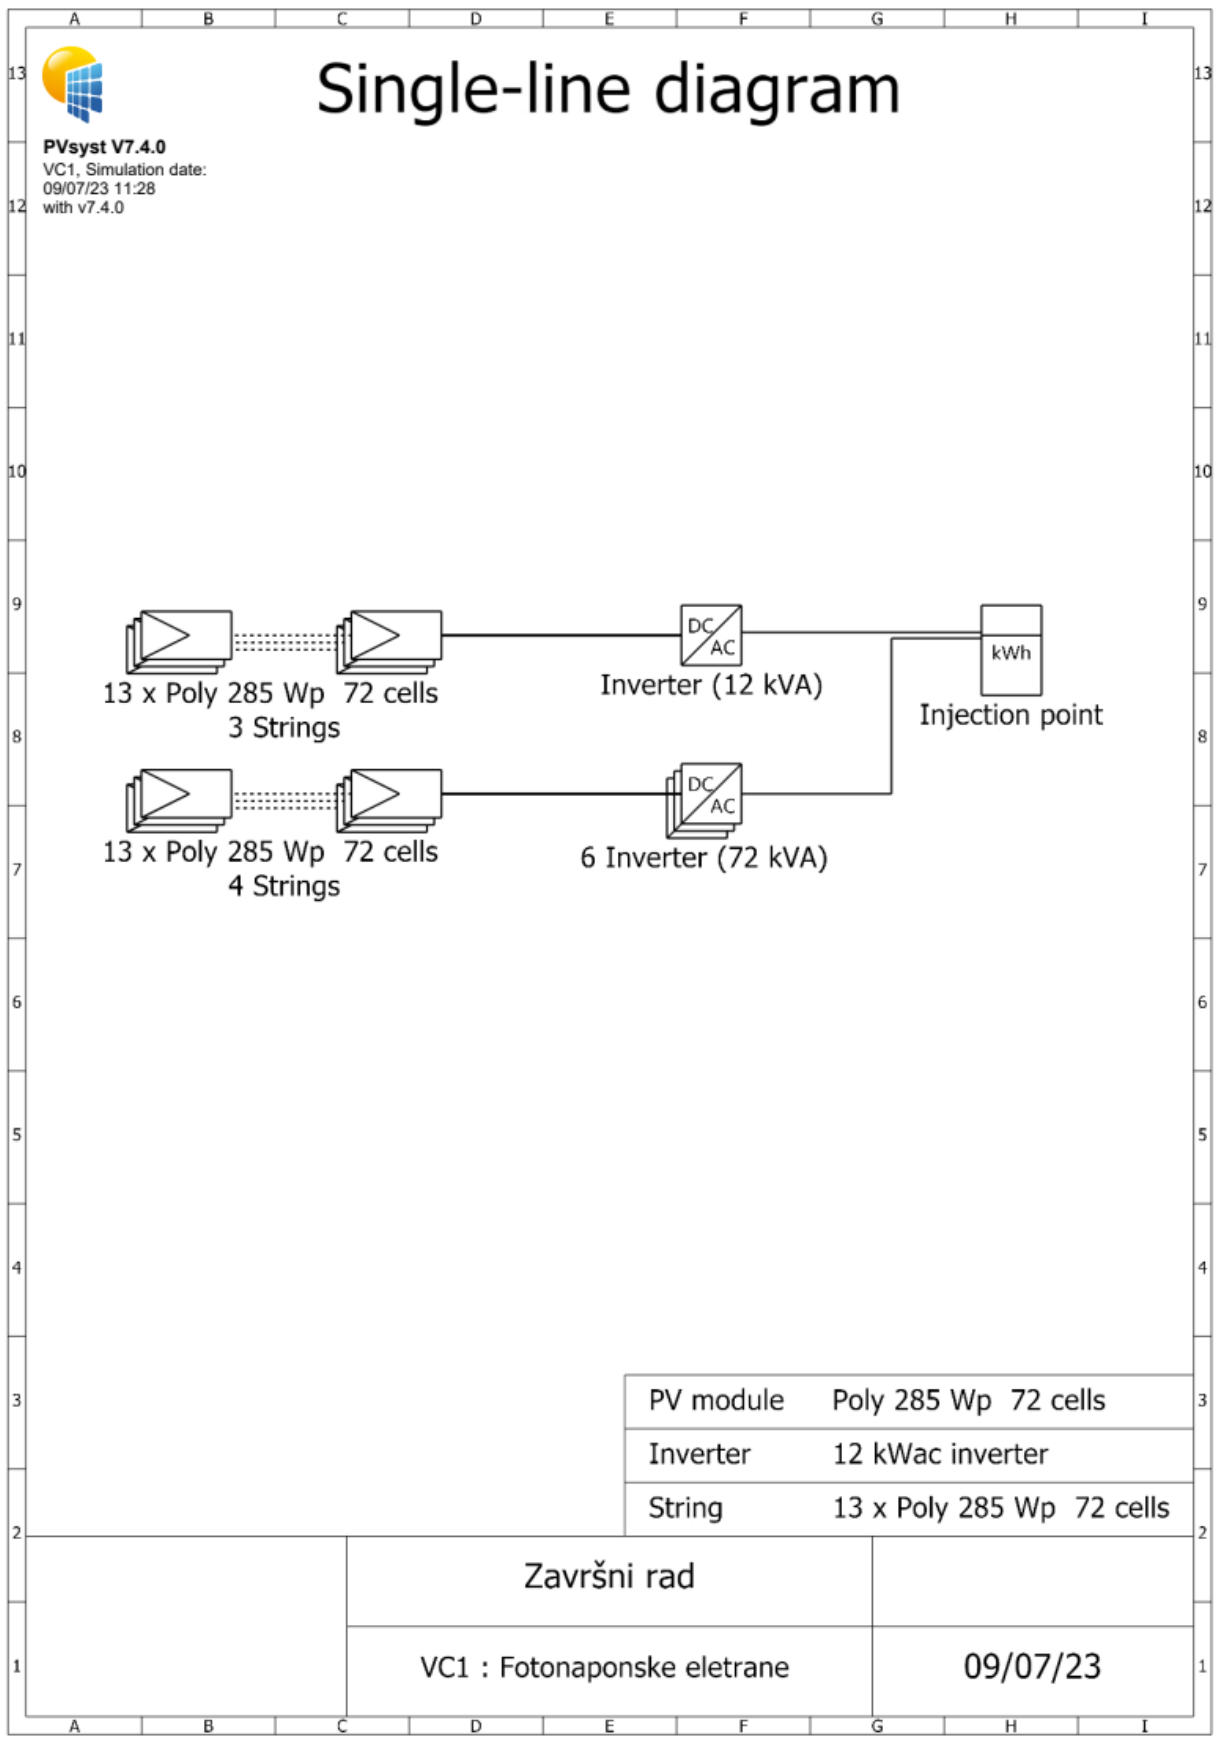 A B C D E F G H I
13 13
Single-line diagram
PVsyst V7.4.0
VC1, Simulation date:
09/07/23 11:28
with v7.4.0
12 12
11 11
10 10
9 9
DC
AC
kWh
13 x Poly 285 Wp  72 cells
3 Strings
Inverter (12 kVA)
Injection point
8 8
DC
AC
13 x Poly 285 Wp  72 cells
4 Strings
6 Inverter (72 kVA)
7 7
6 6
5 5
4 4
3 3
PV module Poly 285 Wp  72 cells
Inverter 12 kWac inverter
String 13 x Poly 285 Wp  72 cells
2 2
Završni rad
VC1 : Fotonaponske eletrane
09/07/23
1 1
A B C D E F G H I